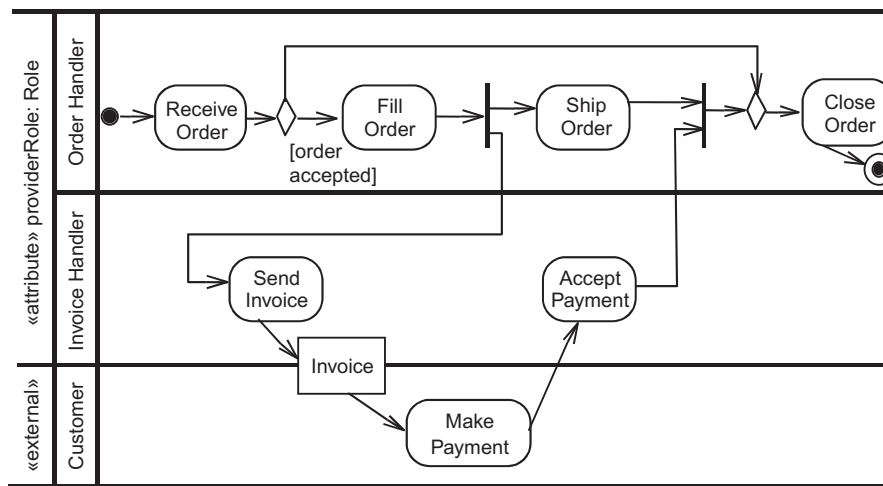 «attribute» providerRole: Role
Order Handler
Receive
Order
[order
accepted]
Fill
Order
Ship
Order
Close
Order
Invoice Handler
Send
Invoice
Accept
Payment
Invoice
«external»
Customer
Make
Payment